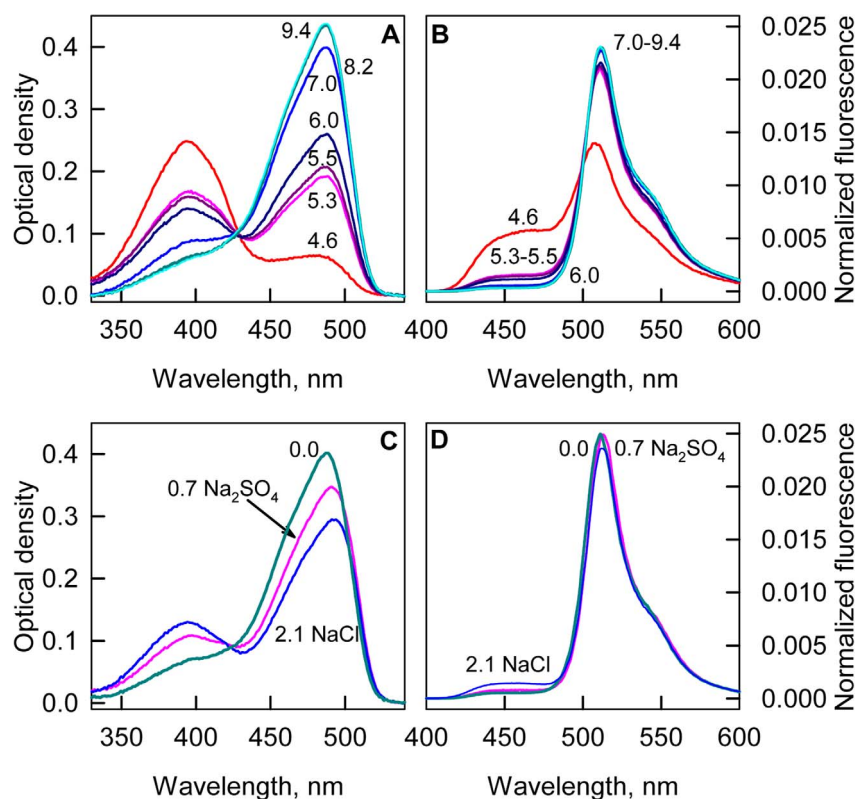 A
0.4
0.3
0.2
0.1
0.0
Optical density
9.4
8.2
7.0
6.0
5.5
5.3
4.6
350 400 450 500
Wavelength, nm
B
7.0-9.4
4.6
5.3-5.5
6.0
0.025
0.020
0.015
0.010
0.005
0.000
Normalized fluorescence
400 450 500 550 600
Wavelength, nm
C
0.4
0.3
0.2
0.1
0.0
Optical density
0.0
0.7 Na₂SO₄
2.1 NaCl
350 400 450 500
Wavelength, nm
D
0.0
0.7 Na₂SO₄
2.1 NaCl
0.025
0.020
0.015
0.010
0.005
0.000
Normalized fluorescence
400 450 500 550 600
Wavelength, nm